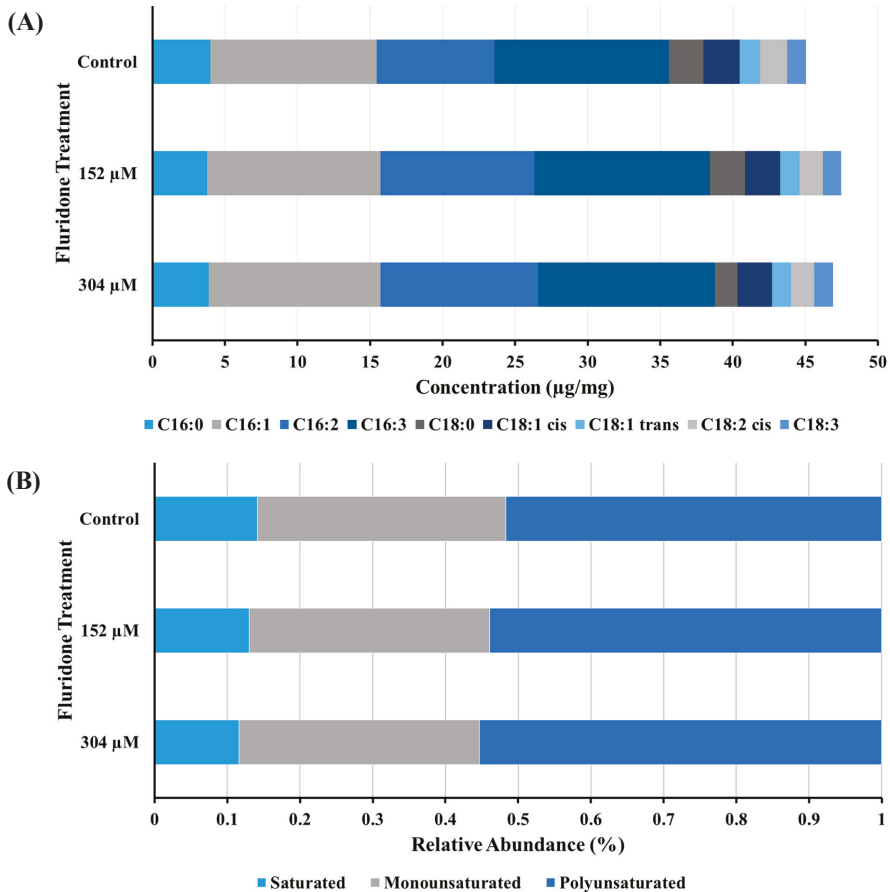 (A)
Fluridone Treatment
Control
152 µM
304 µM
0 5 10 15 20 25 30 35 40 45 50
Concentration (µg/mg)
C16:0 C16:1 C16:2 C16:3 C18:0 C18:1 cis C18:1 trans C18:2 cis C18:3
(B)
Fluridone Treatment
Control
152 µM
304 µM
0 0.1 0.2 0.3 0.4 0.5 0.6 0.7 0.8 0.9 1
Relative Abundance (%)
Saturated Monounsaturated Polyunsaturated